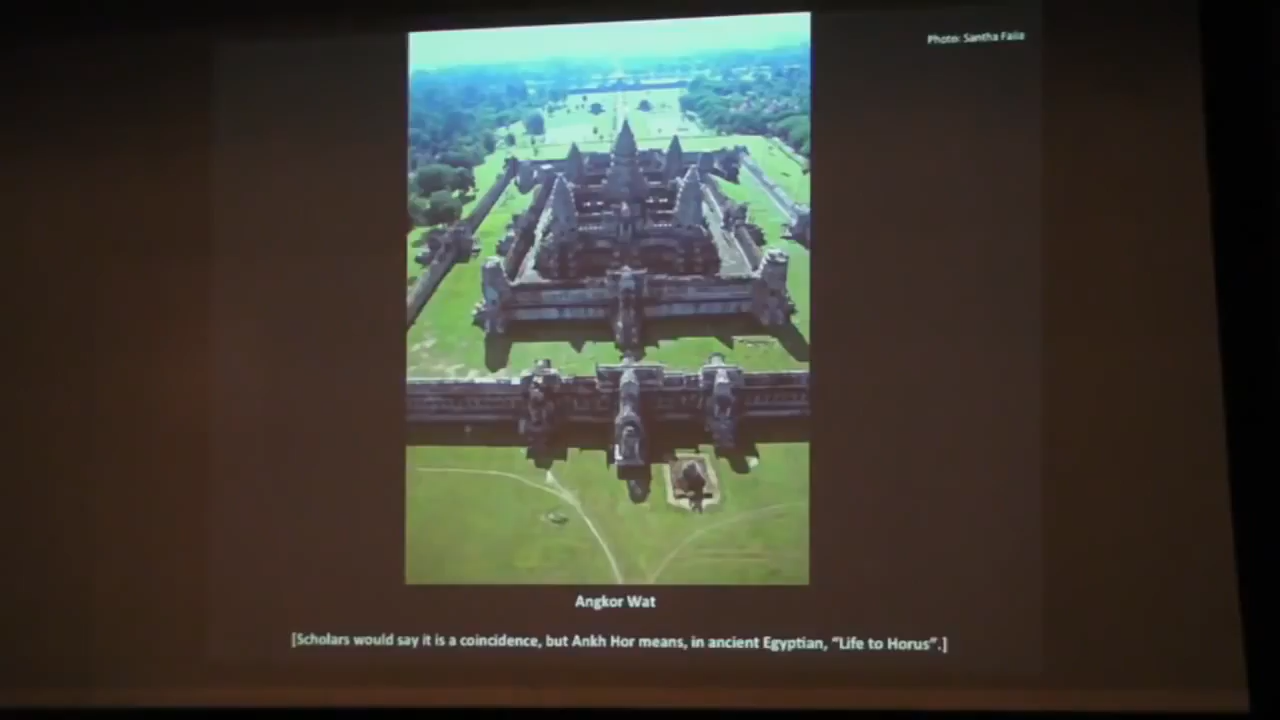 Photo: Santha Faiia
Angkor Wat
[Scholars would say it is a coincidence, but Ankh Hor means, in ancient Egyptian, “Life to Horus”.]